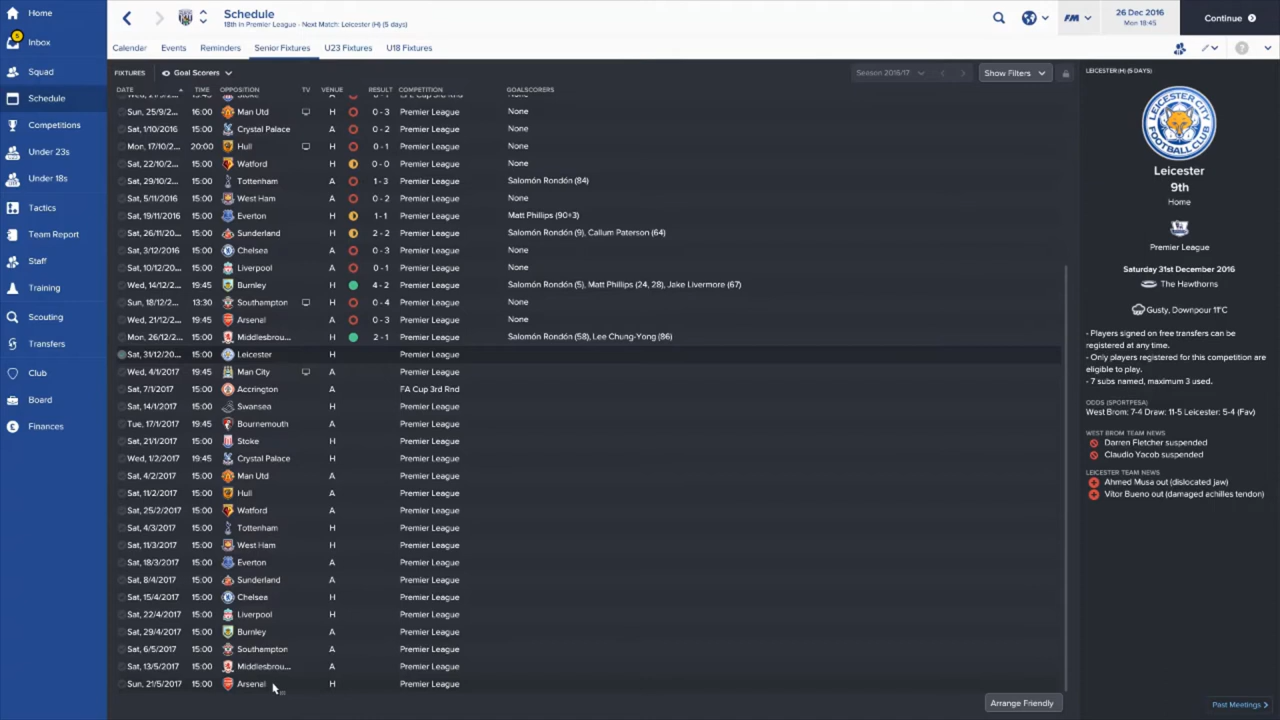 Home
Inbox
5
Squad
Schedule
Competitions
Under 23s
Under 18s
Tactics
Team Report
Staff
Training
Scouting
Transfers
Club
Board
Finances
Schedule
18th in Premier League - Next Match: Leicester (H) (5 days)
FM
26 Dec 2016
Mon 18:45
Continue
Calendar Events Reminders Senior Fixtures U23 Fixtures U18 Fixtures
FIXTURES Goal Scorers Season 2016/17 Show Filters
DATE TIME OPPOSITION TV VENUE RESULT COMPETITION GOALSCORERS
Sun, 25/9/2... 16:00 Man Utd H 0 - 3 Premier League None
Sat, 1/10/2016 15:00 Crystal Palace A 0 - 2 Premier League None
Mon, 17/10/... 20:00 Hull H 0 - 1 Premier League None
Sat, 22/10/... 15:00 Watford H 0 - 0 Premier League None
Sat, 29/10/... 15:00 Tottenham A 1 - 3 Premier League Salomón Rondón (84)
Sat, 5/11/2016 15:00 West Ham A 0 - 2 Premier League None
Sat, 19/11/2016 15:00 Everton H 1 - 1 Premier League Matt Phillips (90+3)
Sat, 26/11/20... 15:00 Sunderland H 2 - 2 Premier League Salomón Rondón (9), Callum Paterson (64)
Sat, 3/12/2016 15:00 Chelsea A 0 - 3 Premier League None
Sat, 10/12/20... 15:00 Liverpool A 0 - 1 Premier League None
Wed, 14/12/... 19:45 Burnley H 4 - 2 Premier League Salomón Rondón (5), Matt Phillips (24, 28), Jake Livermore (67)
Sun, 18/12/2... 13:30 Southampton H 0 - 4 Premier League None
Wed, 21/12/... 19:45 Arsenal A 0 - 3 Premier League None
Mon, 26/12/... 15:00 Middlesbrou... H 2 - 1 Premier League Salomón Rondón (58), Lee Chung-Yong (86)
Sat, 31/12/20... 15:00 Leicester H Premier League
Wed, 4/1/2017 19:45 Man City A Premier League
Sat, 7/1/2017 15:00 Accrington A FA Cup 3rd Rnd
Sat, 14/1/2017 15:00 Swansea H Premier League
Tue, 17/1/2017 19:45 Bournemouth A Premier League
Sat, 21/1/2017 15:00 Stoke H Premier League
Wed, 1/2/2017 19:45 Crystal Palace H Premier League
Sat, 4/2/2017 15:00 Man Utd A Premier League
Sat, 11/2/2017 15:00 Hull A Premier League
Sat, 25/2/2017 15:00 Watford A Premier League
Sat, 4/3/2017 15:00 Tottenham H Premier League
Sat, 11/3/2017 15:00 West Ham H Premier League
Sat, 18/3/2017 15:00 Everton A Premier League
Sat, 8/4/2017 15:00 Sunderland A Premier League
Sat, 15/4/2017 15:00 Chelsea H Premier League
Sat, 22/4/2017 15:00 Liverpool H Premier League
Sat, 29/4/2017 15:00 Burnley A Premier League
Sat, 6/5/2017 15:00 Southampton A Premier League
Sat, 13/5/2017 15:00 Middlesbrou... A Premier League
Sun, 21/5/2017 15:00 Arsenal H Premier League
Arrange Friendly
LEICESTER (H) (5 DAYS)
LEICESTER CITY
FOOTBALL CLUB
Leicester
9th
Home
Premier League
Saturday 31st December 2016
The Hawthorns
Gusty, Downpour 11°C
• Players signed on free transfers can be
registered at any time.
• Only players registered for this competition are
eligible to play.
• 7 subs named, maximum 3 used.
ODDS (SPORTPESA)
West Brom: 7-4 Draw: 11-5 Leicester: 5-4 (Fav)
WEST BROM TEAM NEWS
Darren Fletcher suspended
Claudio Yacob suspended
LEICESTER TEAM NEWS
Ahmed Musa out (dislocated jaw)
Vitor Bueno out (damaged achilles tendon)
Past Meetings